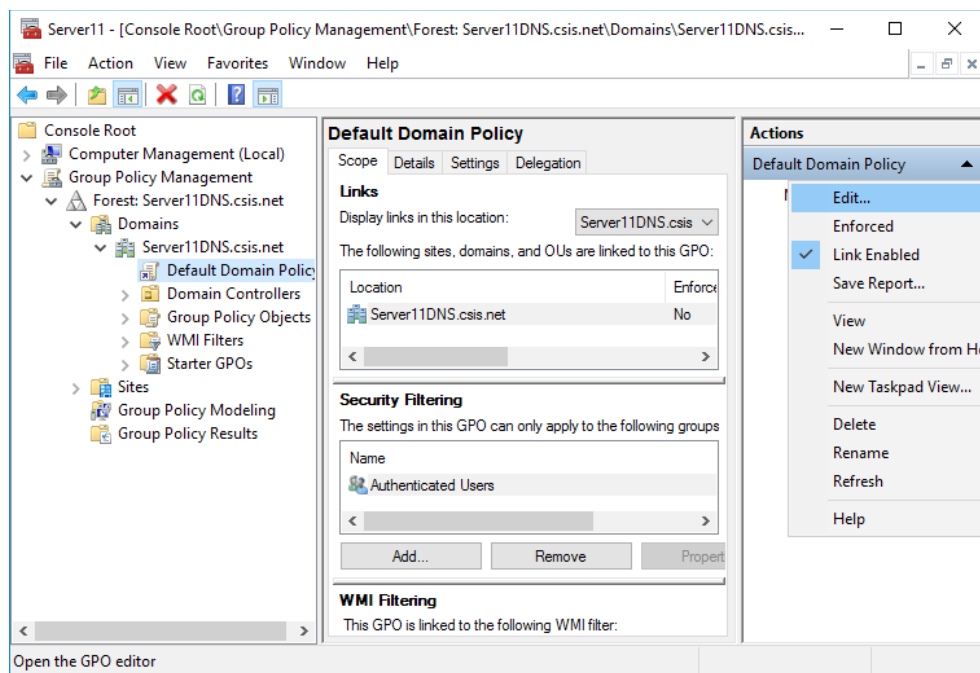 Server11 - [Console Root\Group Policy Management\Forest: Server11DNS.csis.net\Domains\Server11DNS.csis...
File Action View Favorites Window Help
Console Root
Computer Management (Local)
Group Policy Management
Forest: Server11DNS.csis.net
Domains
Server11DNS.csis.net
Default Domain Policy
Domain Controllers
Group Policy Objects
WMI Filters
Starter GPOs
Sites
Group Policy Modeling
Group Policy Results
Default Domain Policy
Scope Details Settings Delegation
Links
Display links in this location: Server11DNS.csis
The following sites, domains, and OUs are linked to this GPO:
Location Enforce
Server11DNS.csis.net No
Security Filtering
The settings in this GPO can only apply to the following groups
Name
Authenticated Users
Add... Remove Propert
WMI Filtering
This GPO is linked to the following WMI filter:
Actions
Default Domain Policy
Edit...
Enforced
Link Enabled
Save Report...
View
New Window from He
New Taskpad View...
Delete
Rename
Refresh
Help
Open the GPO editor